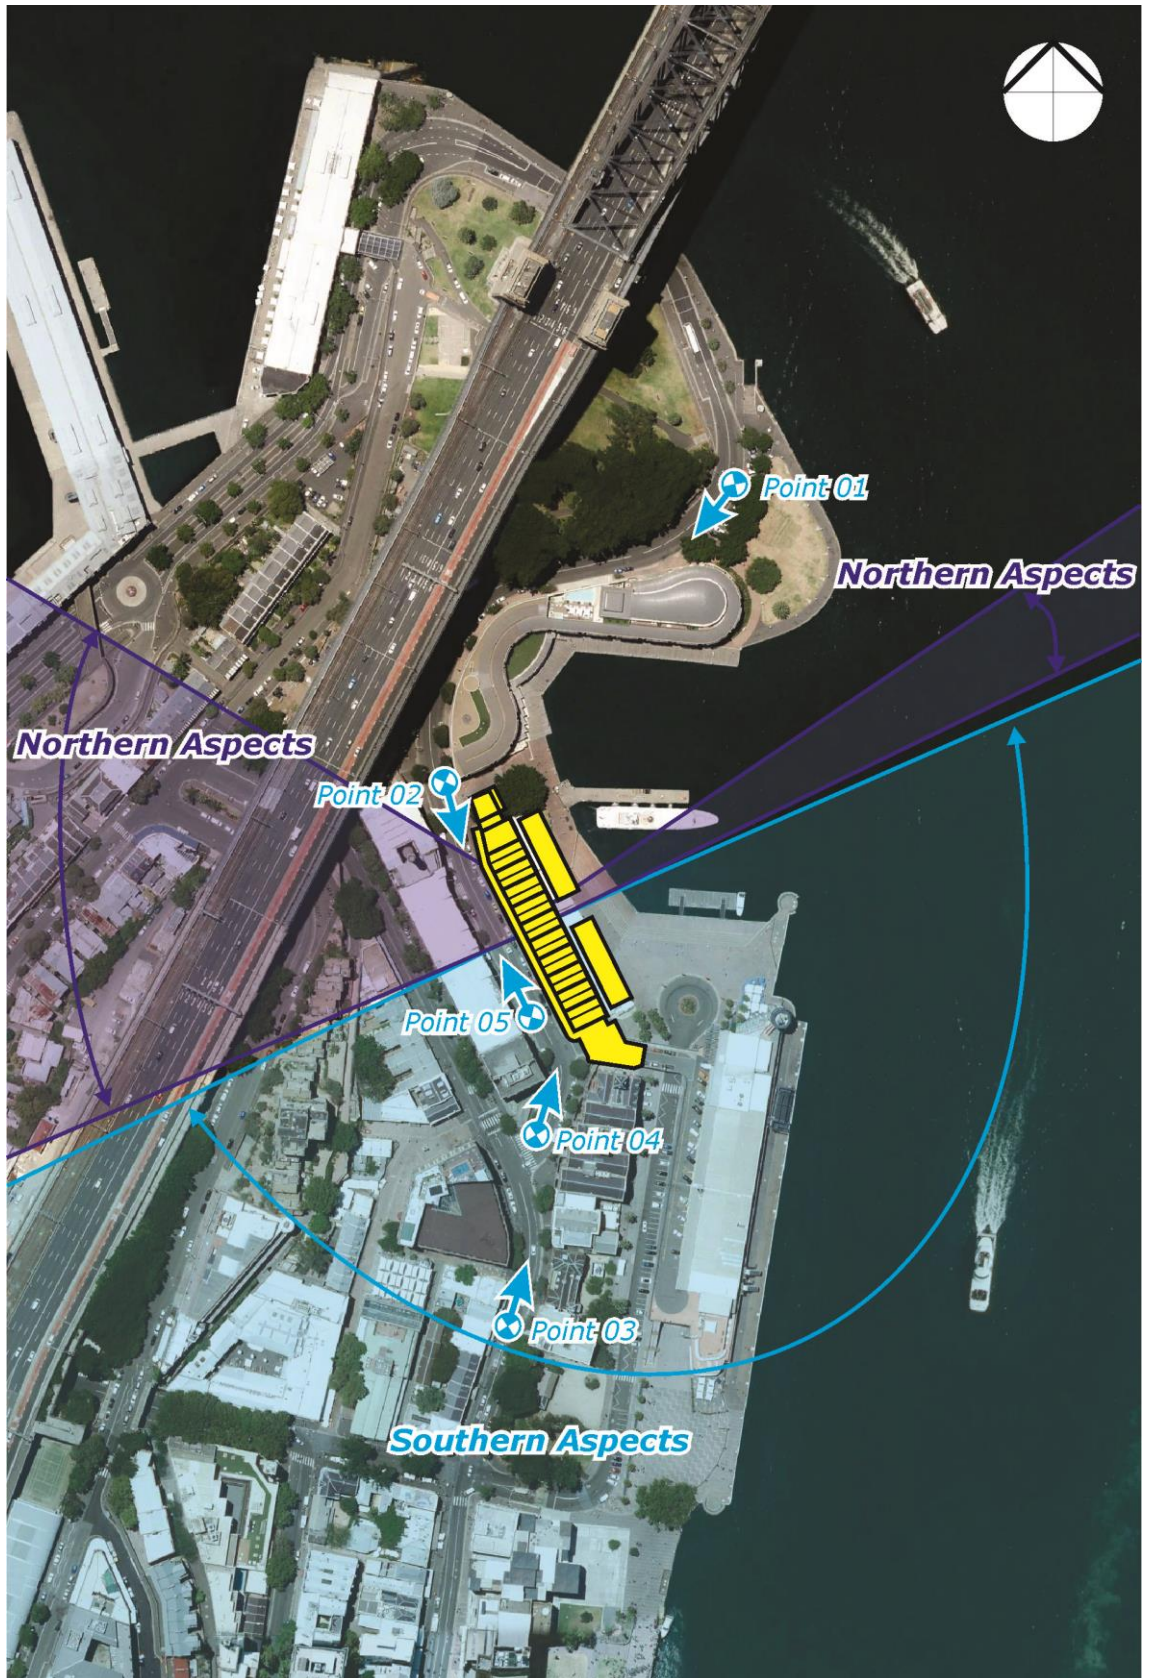 Point 01
Northern Aspects
Northern Aspects
Point 02
Point 05
Point 04
Point 03
Southern Aspects